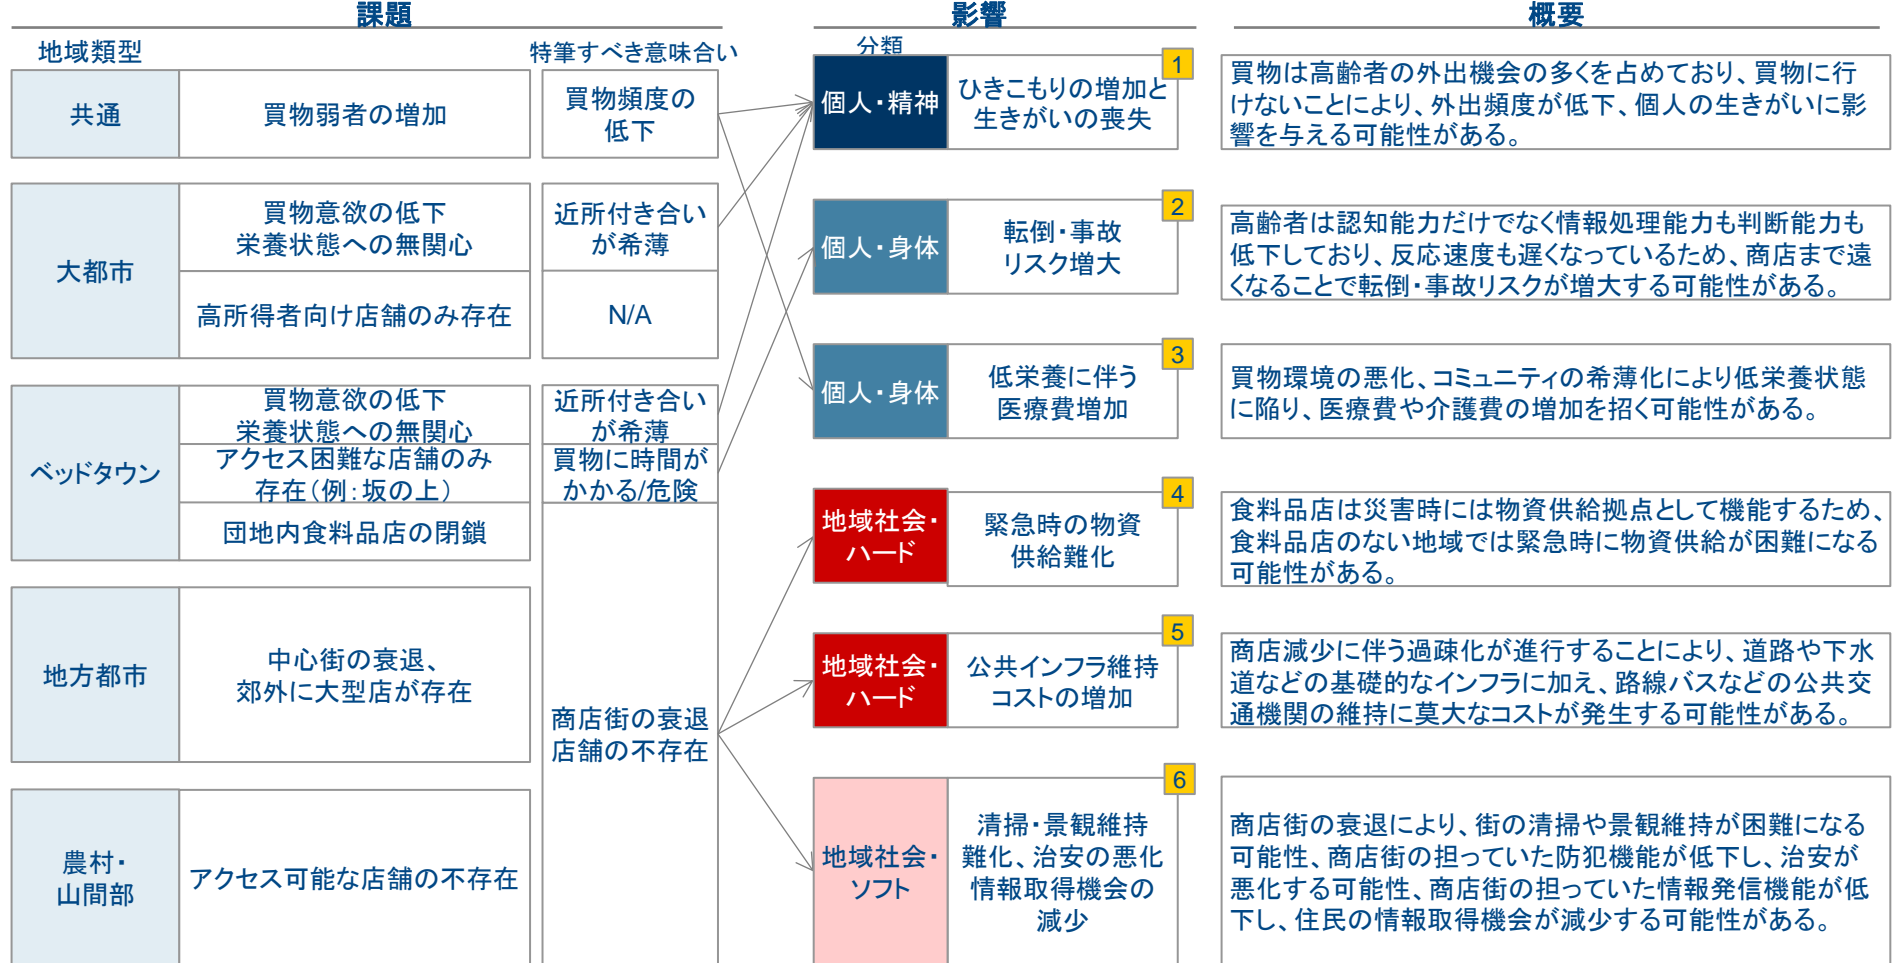 課題
影響
概要
地域類型
特筆すべき意味合い
分類
共通
買物弱者の増加
買物頻度の
低下
大都市
買物意欲の低下
栄養状態への無関心
近所付き合い
が希薄
高所得者向け店舗のみ存在
N/A
ベッドタウン
買物意欲の低下
栄養状態への無関心
近所付き合い
が希薄
アクセス困難な店舗のみ
存在(例:坂の上)
買物に時間が
かかる/危険
団地内食料品店の閉鎖
地方都市
中心街の衰退、
郊外に大型店が存在
農村・
山間部
アクセス可能な店舗の不存在
商店街の衰退
店舗の不存在
個人・精神
ひきこもりの増加と
生きがいの喪失
1
買物は高齢者の外出機会の多くを占めており、買物に行
けないことにより、外出頻度が低下、個人の生きがいに影
響を与える可能性がある。
個人・身体
転倒・事故
リスク増大
2
高齢者は認知能力だけでなく情報処理能力も判断能力も
低下しており、反応速度も遅くなっているため、商店まで遠
くなることで転倒・事故リスクが増大する可能性がある。
個人・身体
低栄養に伴う
医療費増加
3
買物環境の悪化、コミュニティの希薄化により低栄養状態
に陥り、医療費や介護費の増加を招く可能性がある。
地域社会・
ハード
緊急時の物資
供給難化
4
食料品店は災害時には物資供給拠点として機能するため、
食料品店のない地域では緊急時に物資供給が困難になる
可能性がある。
地域社会・
ハード
公共インフラ維持
コストの増加
5
商店減少に伴う過疎化が進行することにより、道路や下水
道などの基礎的なインフラに加え、路線バスなどの公共交
通機関の維持に莫大なコストが発生する可能性がある。
地域社会・
ソフト
清掃・景観維持
難化、治安の悪化
情報取得機会の
減少
6
商店街の衰退により、街の清掃や景観維持が困難になる
可能性、商店街の担っていた防犯機能が低下し、治安が
悪化する可能性、商店街の担っていた情報発信機能が低
下し、住民の情報取得機会が減少する可能性がある。